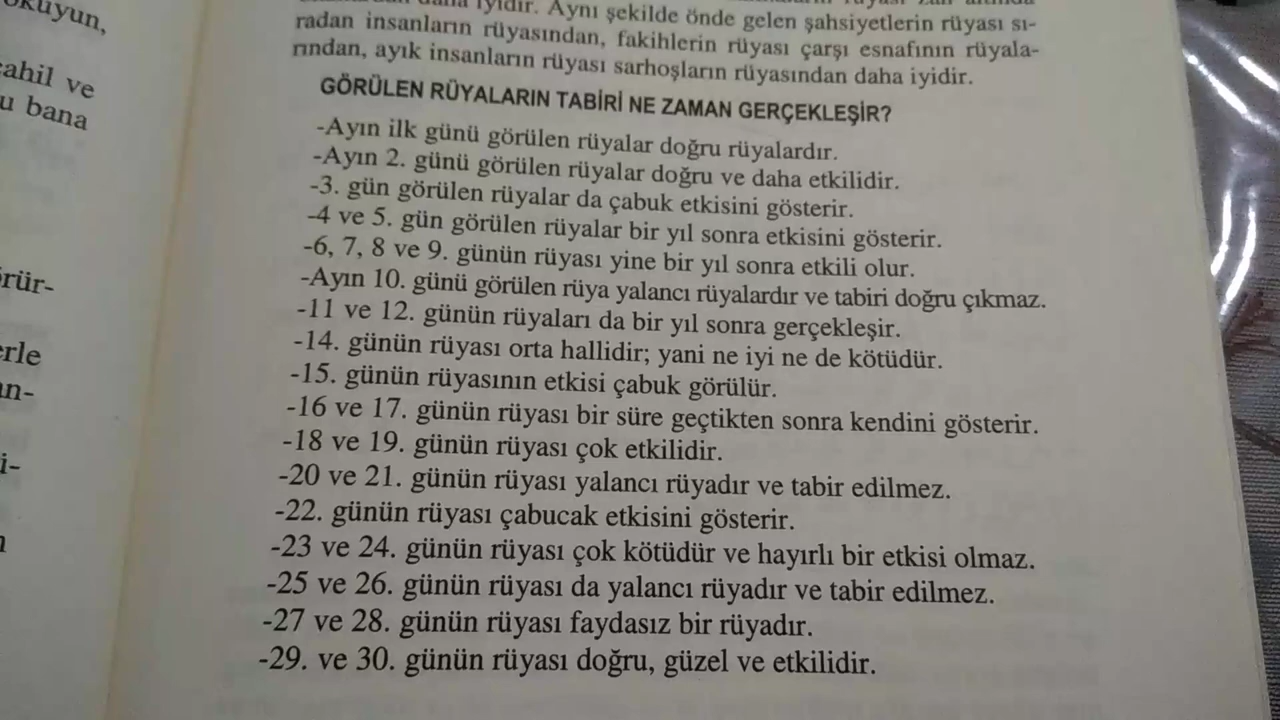 okuyun,
cahil ve
u bana
örür-
erle
an-
i-
daha iyidir. Aynı şekilde önde gelen şahsiyetlerin rüyası sı-
radan insanların rüyasından, fakihlerin rüyası çarşı esnafının rüyala-
rından, ayık insanların rüyası sarhoşların rüyasından daha iyidir.
GÖRÜLEN RÜYALARIN TABİRİ NE ZAMAN GERÇEKLEŞİR?
-Ayın ilk günü görülen rüyalar doğru rüyalardır.
-Ayın 2. günü görülen rüyalar doğru ve daha etkilidir.
-3. gün görülen rüyalar da çabuk etkisini gösterir.
-4 ve 5. gün görülen rüyalar bir yıl sonra etkisini gösterir.
-6, 7, 8 ve 9. günün rüyası yine bir yıl sonra etkili olur.
-Ayın 10. günü görülen rüya yalancı rüyalardır ve tabiri doğru çıkmaz.
-11 ve 12. günün rüyaları da bir yıl sonra gerçekleşir.
-14. günün rüyası orta hallidir; yani ne iyi ne de kötüdür.
-15. günün rüyasının etkisi çabuk görülür.
-16 ve 17. günün rüyası bir süre geçtikten sonra kendini gösterir.
-18 ve 19. günün rüyası çok etkilidir.
-20 ve 21. günün rüyası yalancı rüyadır ve tabir edilmez.
-22. günün rüyası çabucak etkisini gösterir.
-23 ve 24. günün rüyası çok kötüdür ve hayırlı bir etkisi olmaz.
-25 ve 26. günün rüyası da yalancı rüyadır ve tabir edilmez.
-27 ve 28. günün rüyası faydasız bir rüyadır.
-29. ve 30. günün rüyası doğru, güzel ve etkilidir.